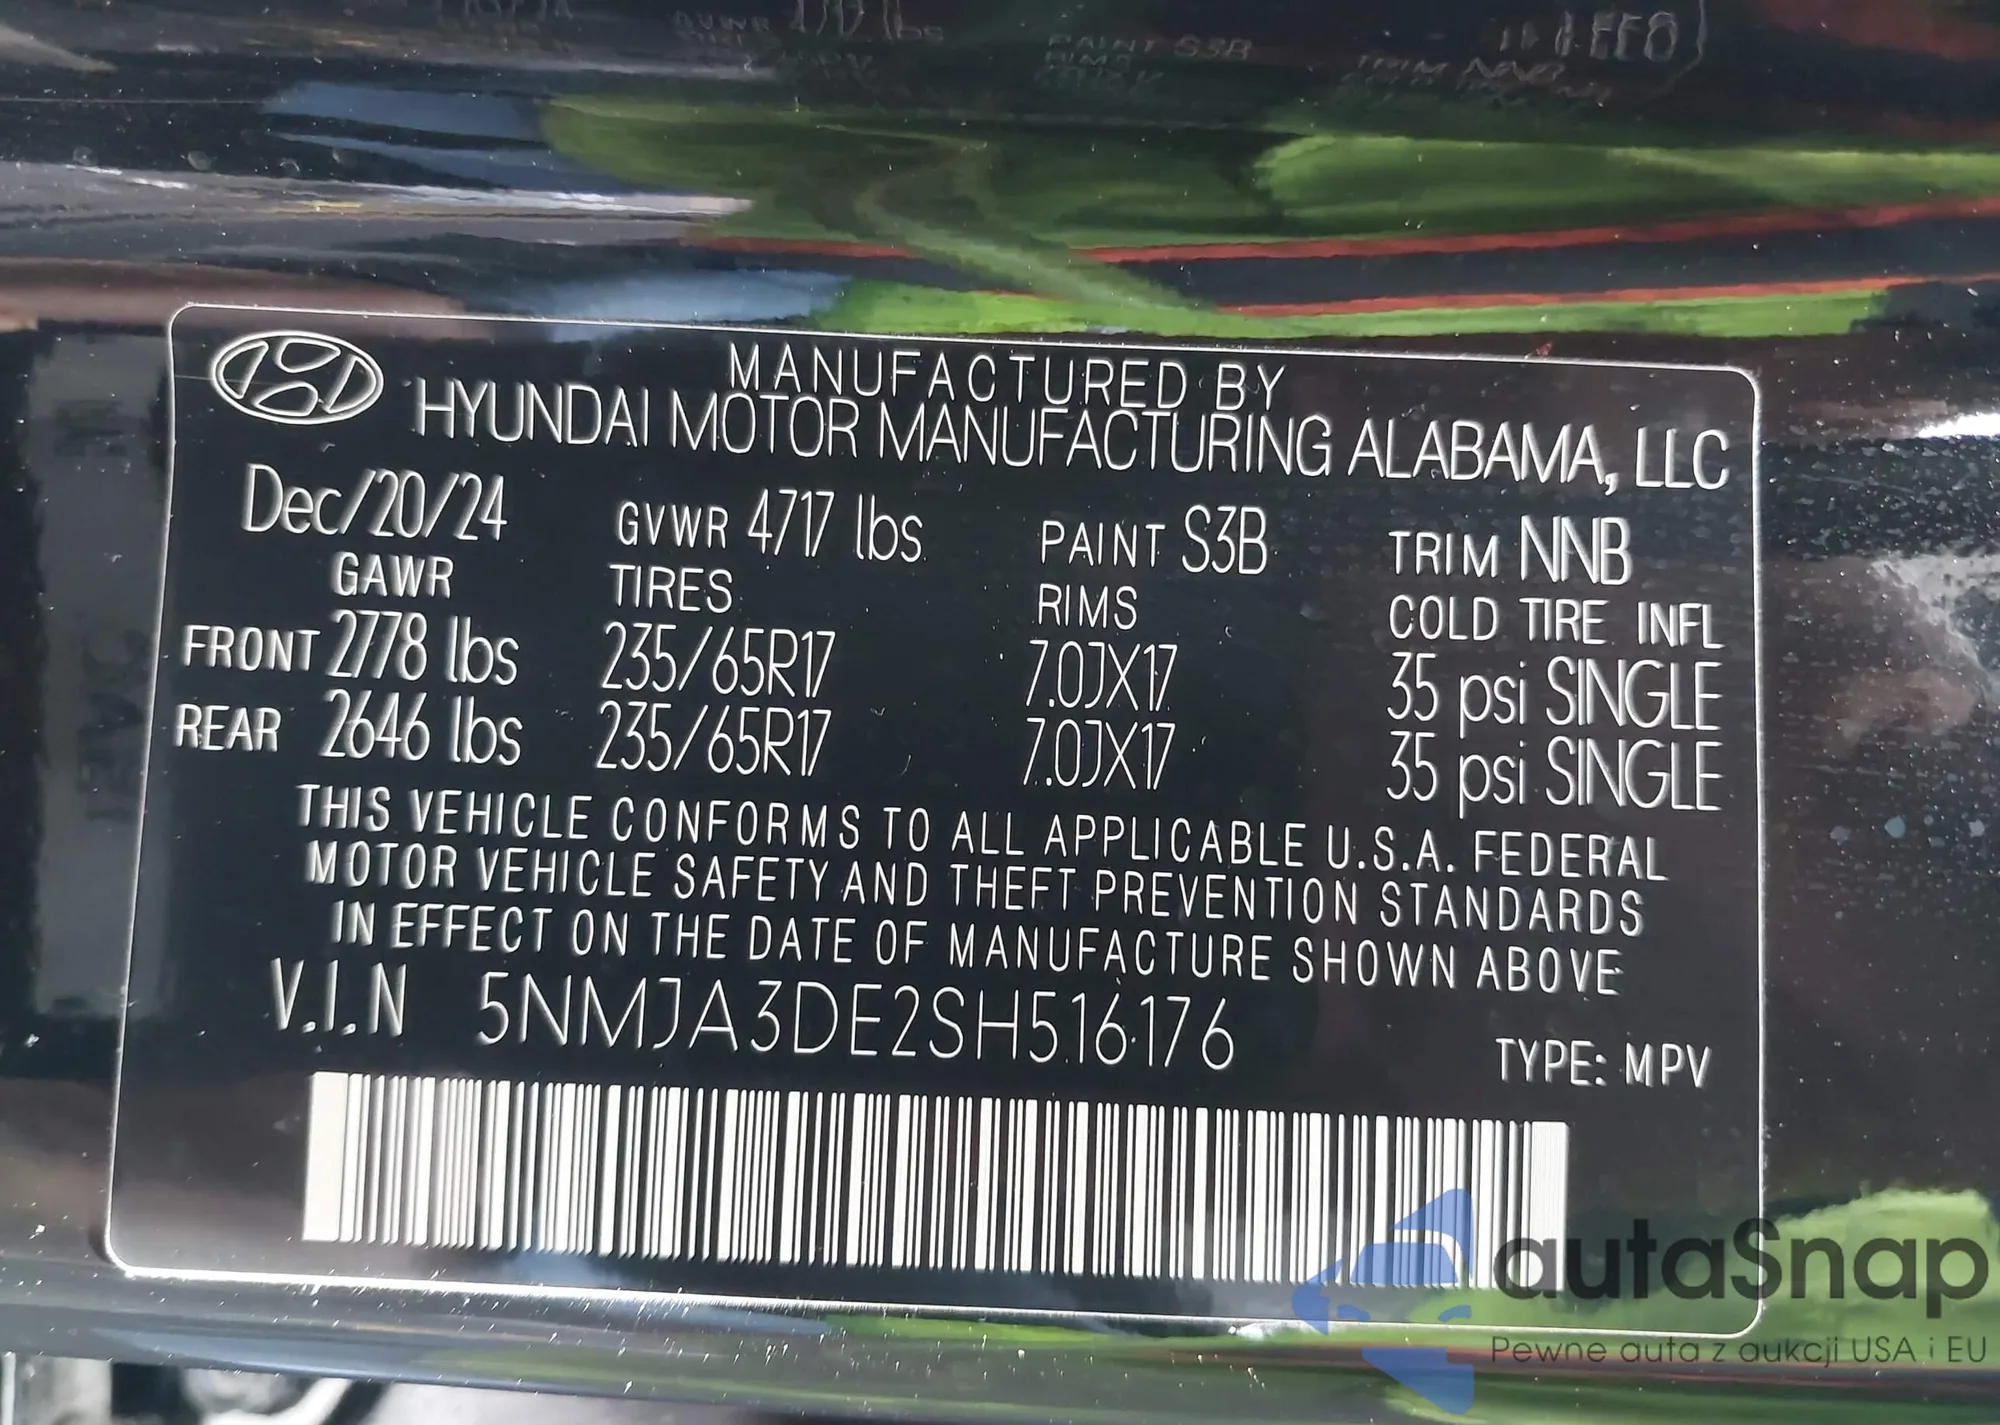 MANUFACTURED BY
HYUNDAI MOTOR MANUFACTURING ALABAMA, LLC
Dec/20/24 GVWR 4717 lbs PAINT S3B TRIM NNB
GAWR TIRES RIMS COLD TIRE INFL
FRONT 2778 lbs 235/65R17 7.0JX17 35 psi SINGLE
REAR 2646 lbs 235/65R17 7.0JX17 35 psi SINGLE
THIS VEHICLE CONFORMS TO ALL APPLICABLE U.S.A. FEDERAL
MOTOR VEHICLE SAFETY AND THEFT PREVENTION STANDARDS
IN EFFECT ON THE DATE OF MANUFACTURE SHOWN ABOVE
V.I.N 5NMJA3DE2SH516176
TYPE: MPV
autaSnap
Pewne auta z aukcji USA i EU